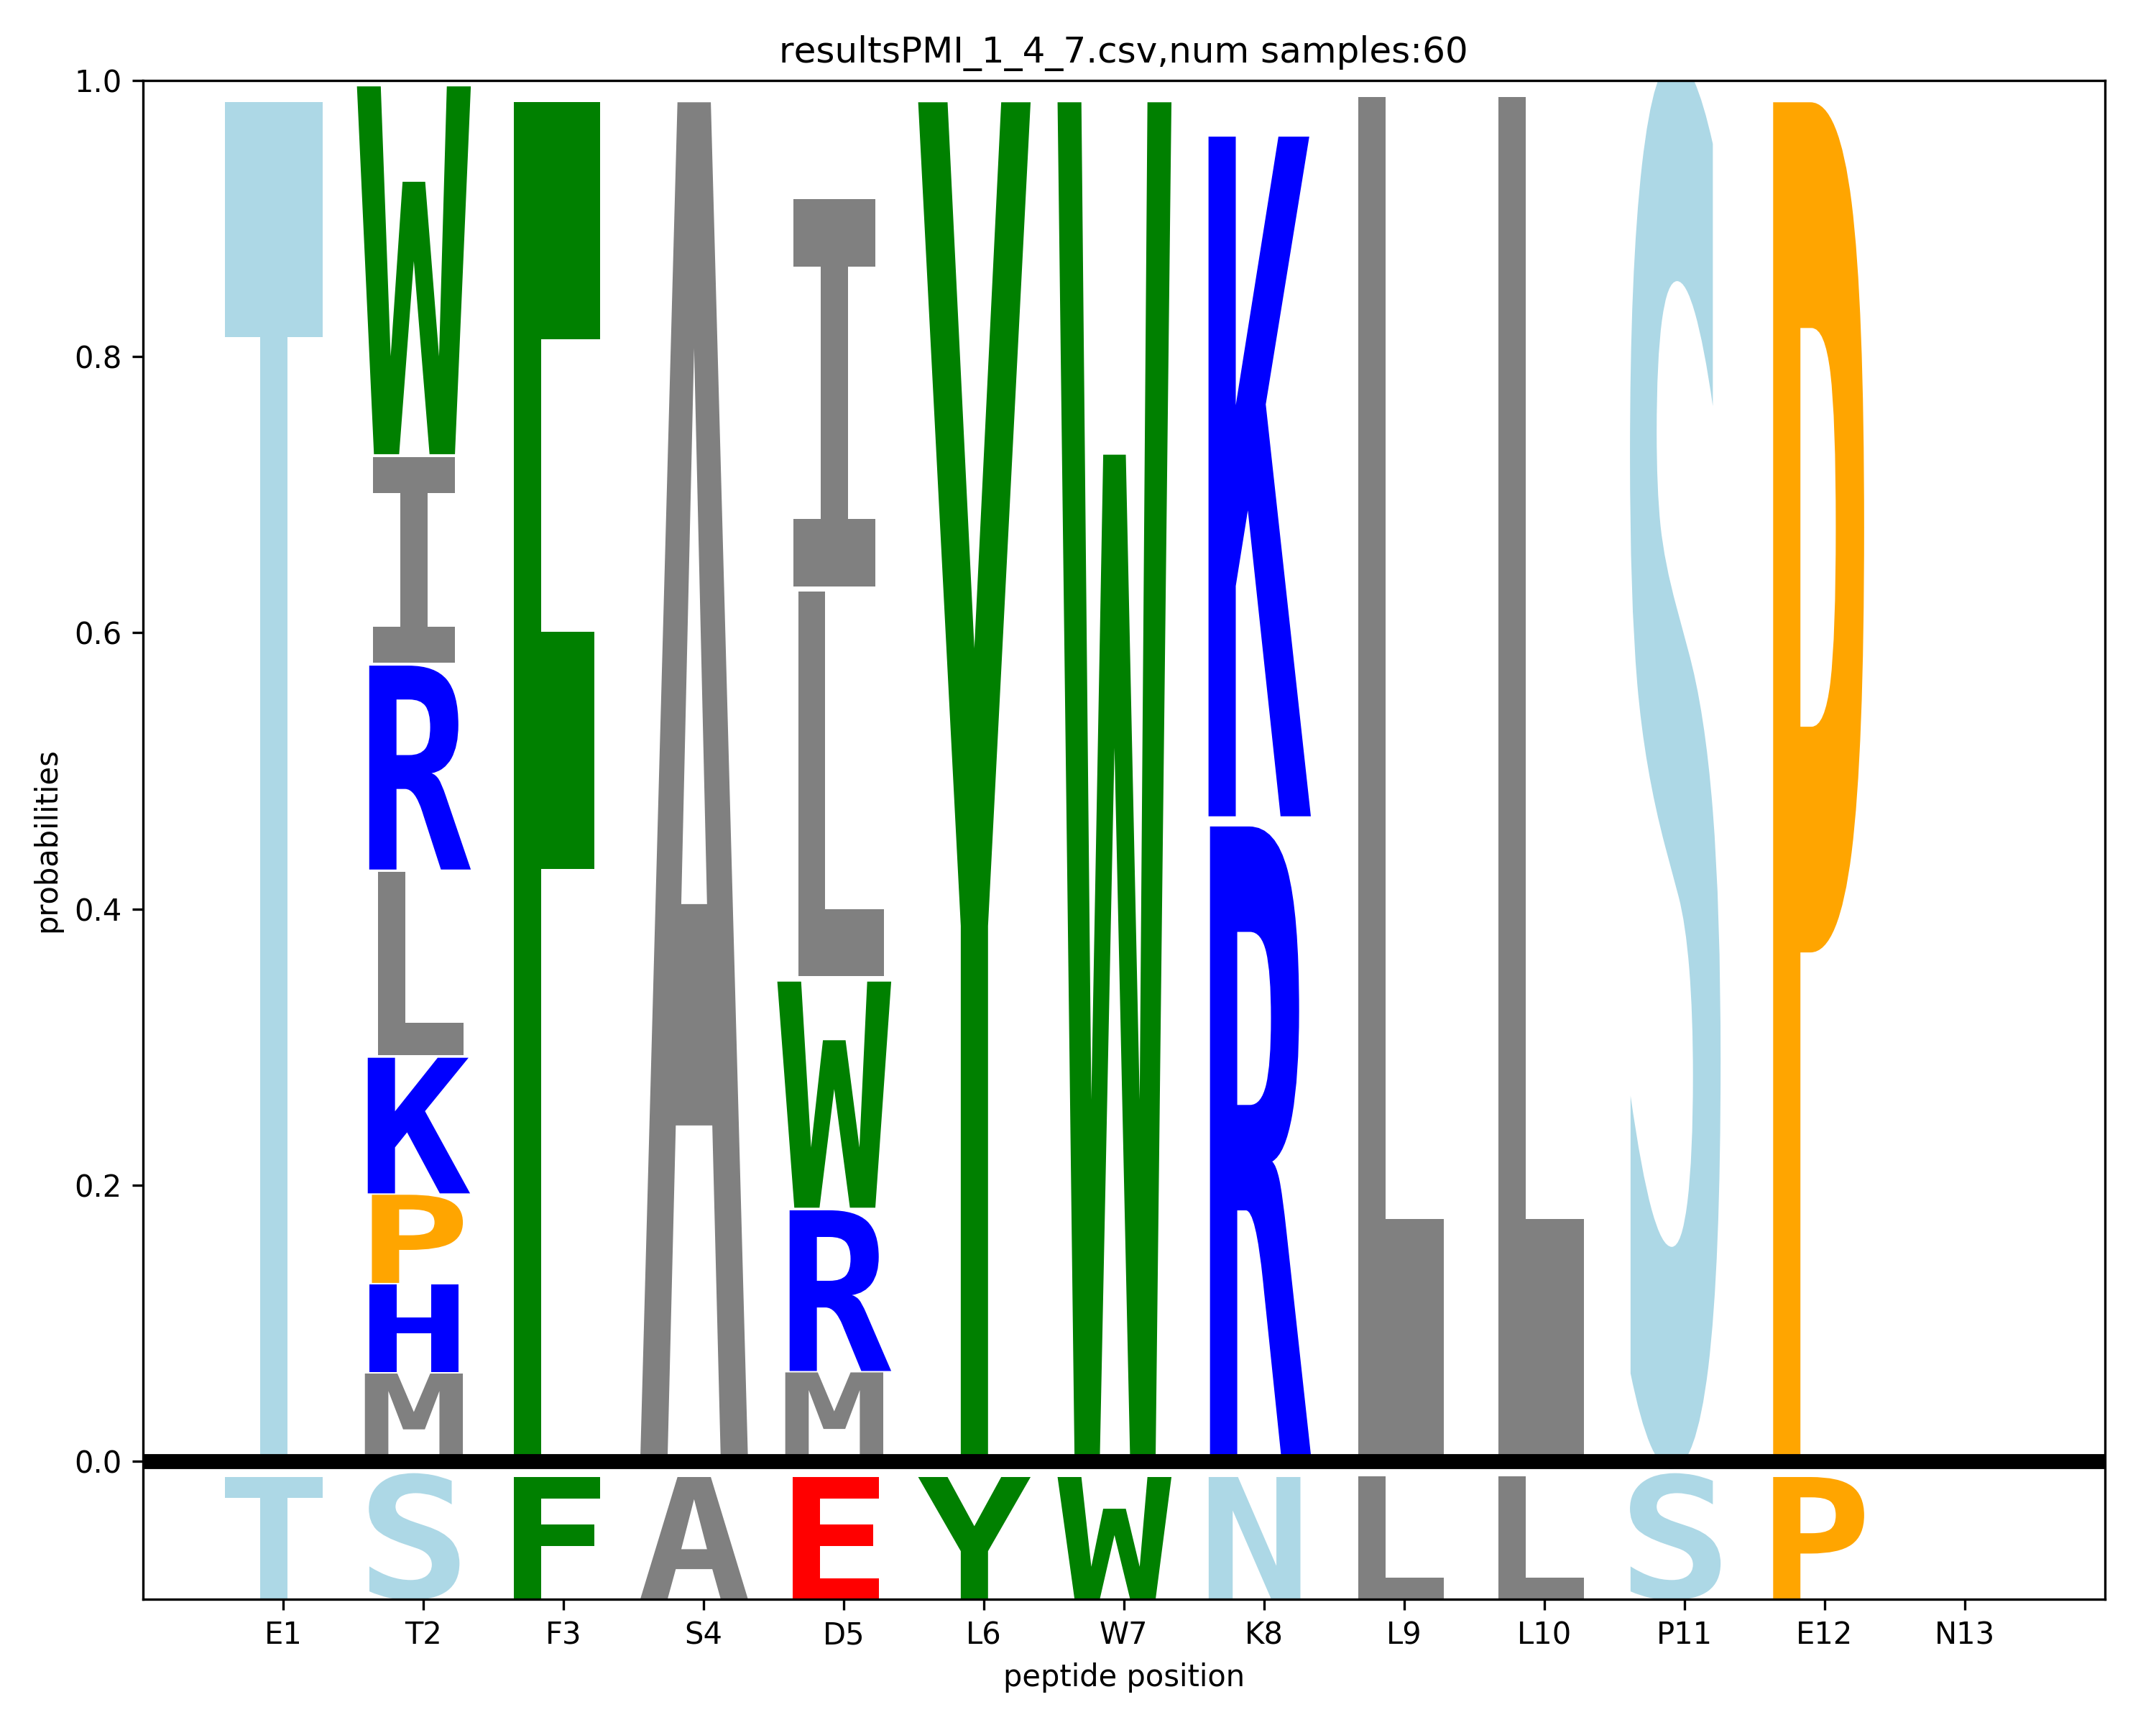 resultsPMI_1_4_7.csv,num samples:60
1.0
0.8
0.6
0.4
0.2
0.0
probabilities
T W F A I Y W K L L S P
I
R L R
L W
K R
P M
H
M
T S F A E Y W N L L S P
E1 T2 F3 S4 D5 L6 W7 K8 L9 L10 P11 E12 N13
peptide position